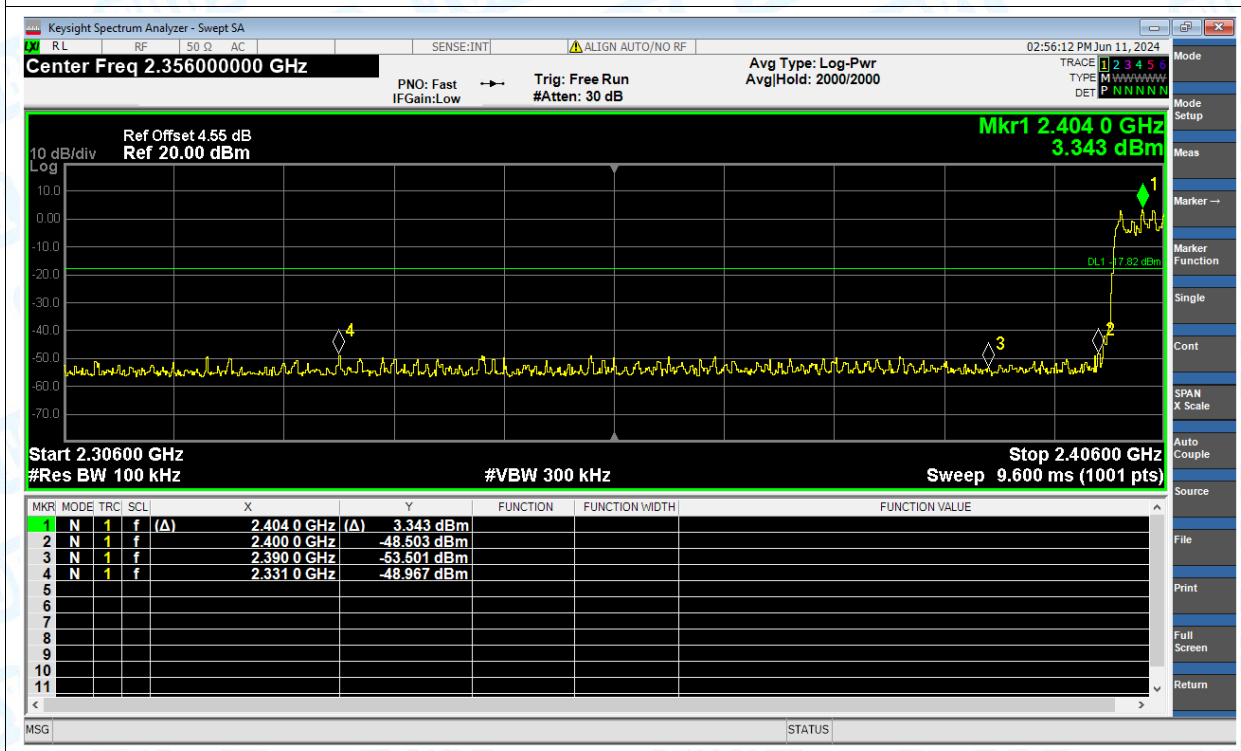 Keysight Spectrum Analyzer - Swept SA
LXI RL RF 50 Ω AC SENSE:INT ALIGN AUTO/NO RF 02:56:12 PM Jun 11, 2024
Center Freq 2.356000000 GHz
PNO: Fast
IFGain:Low
Trig: Free Run
#Atten: 30 dB
Avg Type: Log-Pwr
Avg|Hold: 2000/2000
TRACE 1 2 3 4 5 6
TYPE M W W W W W
DET P N N N N N
Ref Offset 4.55 dB
Ref 20.00 dBm
10 dB/div
Log
Mkr1 2.404 0 GHz
3.343 dBm
10.0
0.00
-10.0
-20.0
-30.0
-40.0
-50.0
-60.0
-70.0
1
DL1 -17.82 dBm
4
3
2
Start 2.30600 GHz
Stop 2.40600 GHz
#Res BW 100 kHz
#VBW 300 kHz
Sweep 9.600 ms (1001 pts)
MKR MODE TRC SCL X Y FUNCTION FUNCTION WIDTH FUNCTION VALUE
1 N 1 f (Δ) 2.404 0 GHz (Δ) 3.343 dBm
2 N 1 f 2.400 0 GHz -48.503 dBm
3 N 1 f 2.390 0 GHz -53.501 dBm
4 N 1 f 2.331 0 GHz -48.967 dBm
5
6
7
8
9
10
11
MSG
STATUS
Mode
Mode
Setup
Meas
Marker →
Marker
Function
Single
Cont
SPAN
X Scale
Auto
Couple
Source
File
Print
Full
Screen
Return